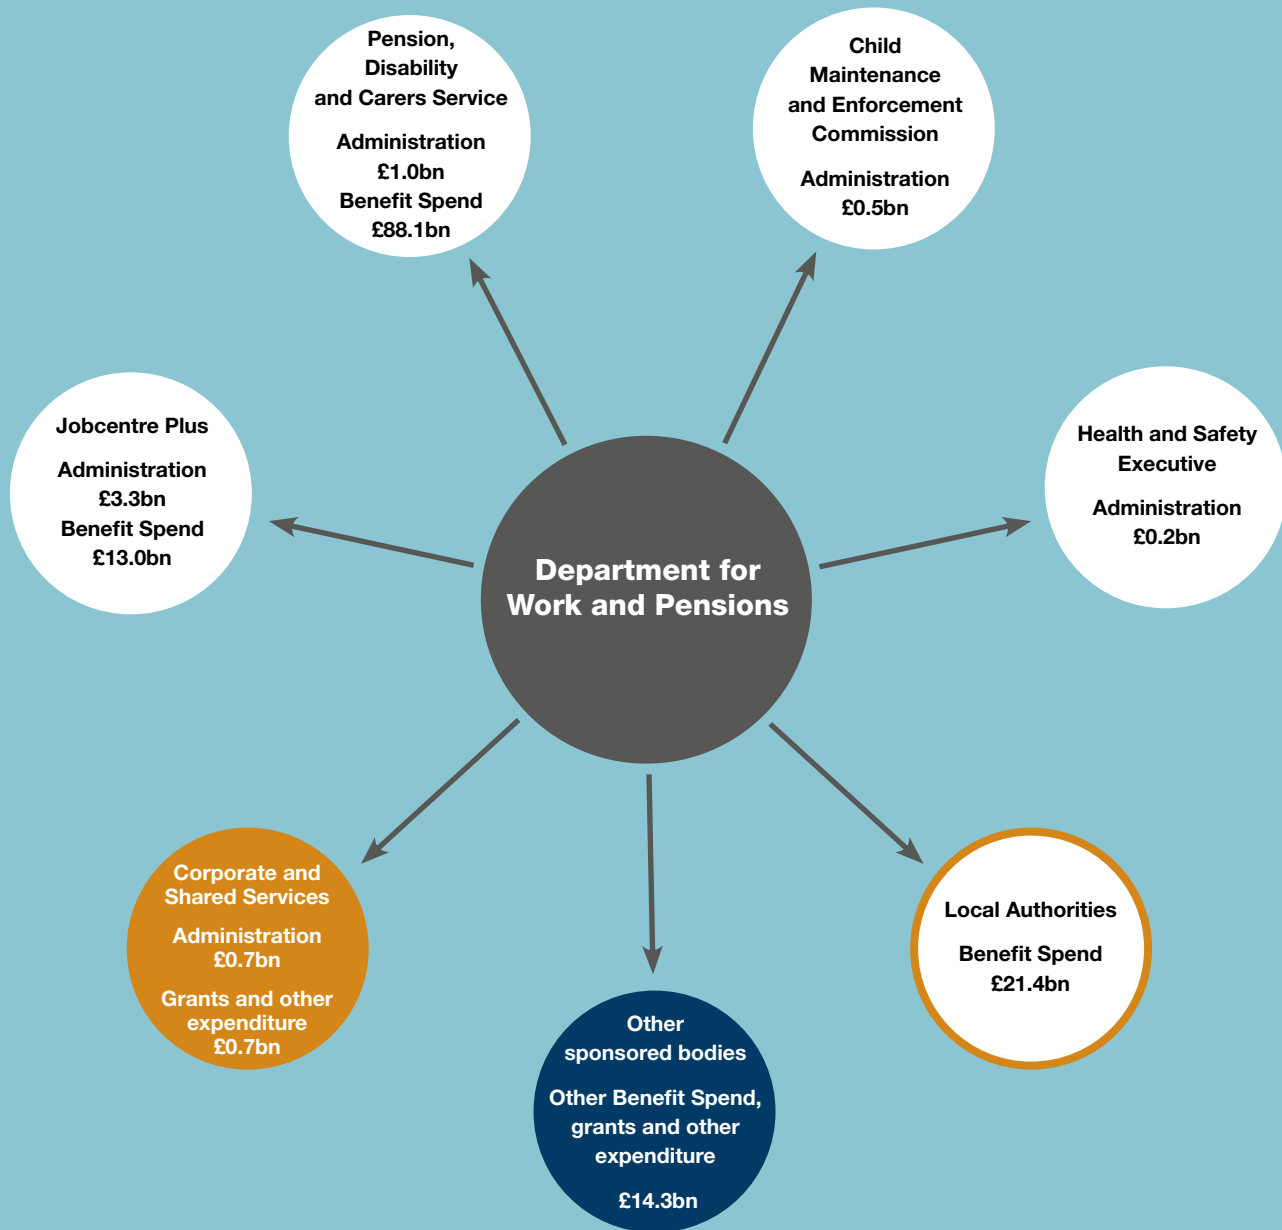 Pension,
Disability
and Carers Service
Administration
£1.0bn
Benefit Spend
£88.1bn
Child
Maintenance
and Enforcement
Commission
Administration
£0.5bn
Jobcentre Plus
Administration
£3.3bn
Benefit Spend
£13.0bn
Health and Safety
Executive
Administration
£0.2bn
Department for
Work and Pensions
Corporate and
Shared Services
Administration
£0.7bn
Grants and other
expenditure
£0.7bn
Other
sponsored bodies
Other Benefit Spend,
grants and other
expenditure
£14.3bn
Local Authorities
Benefit Spend
£21.4bn